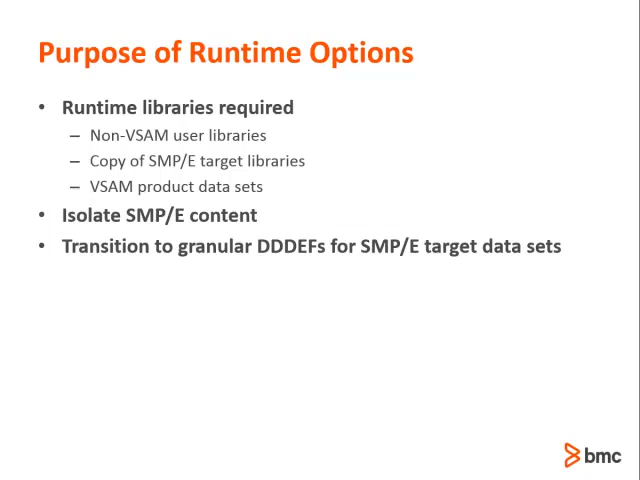 Purpose of Runtime Options
• Runtime libraries required
– Non-VSAM user libraries
– Copy of SMP/E target libraries
– VSAM product data sets
• Isolate SMP/E content
• Transition to granular DDDEFs for SMP/E target data sets
bmc